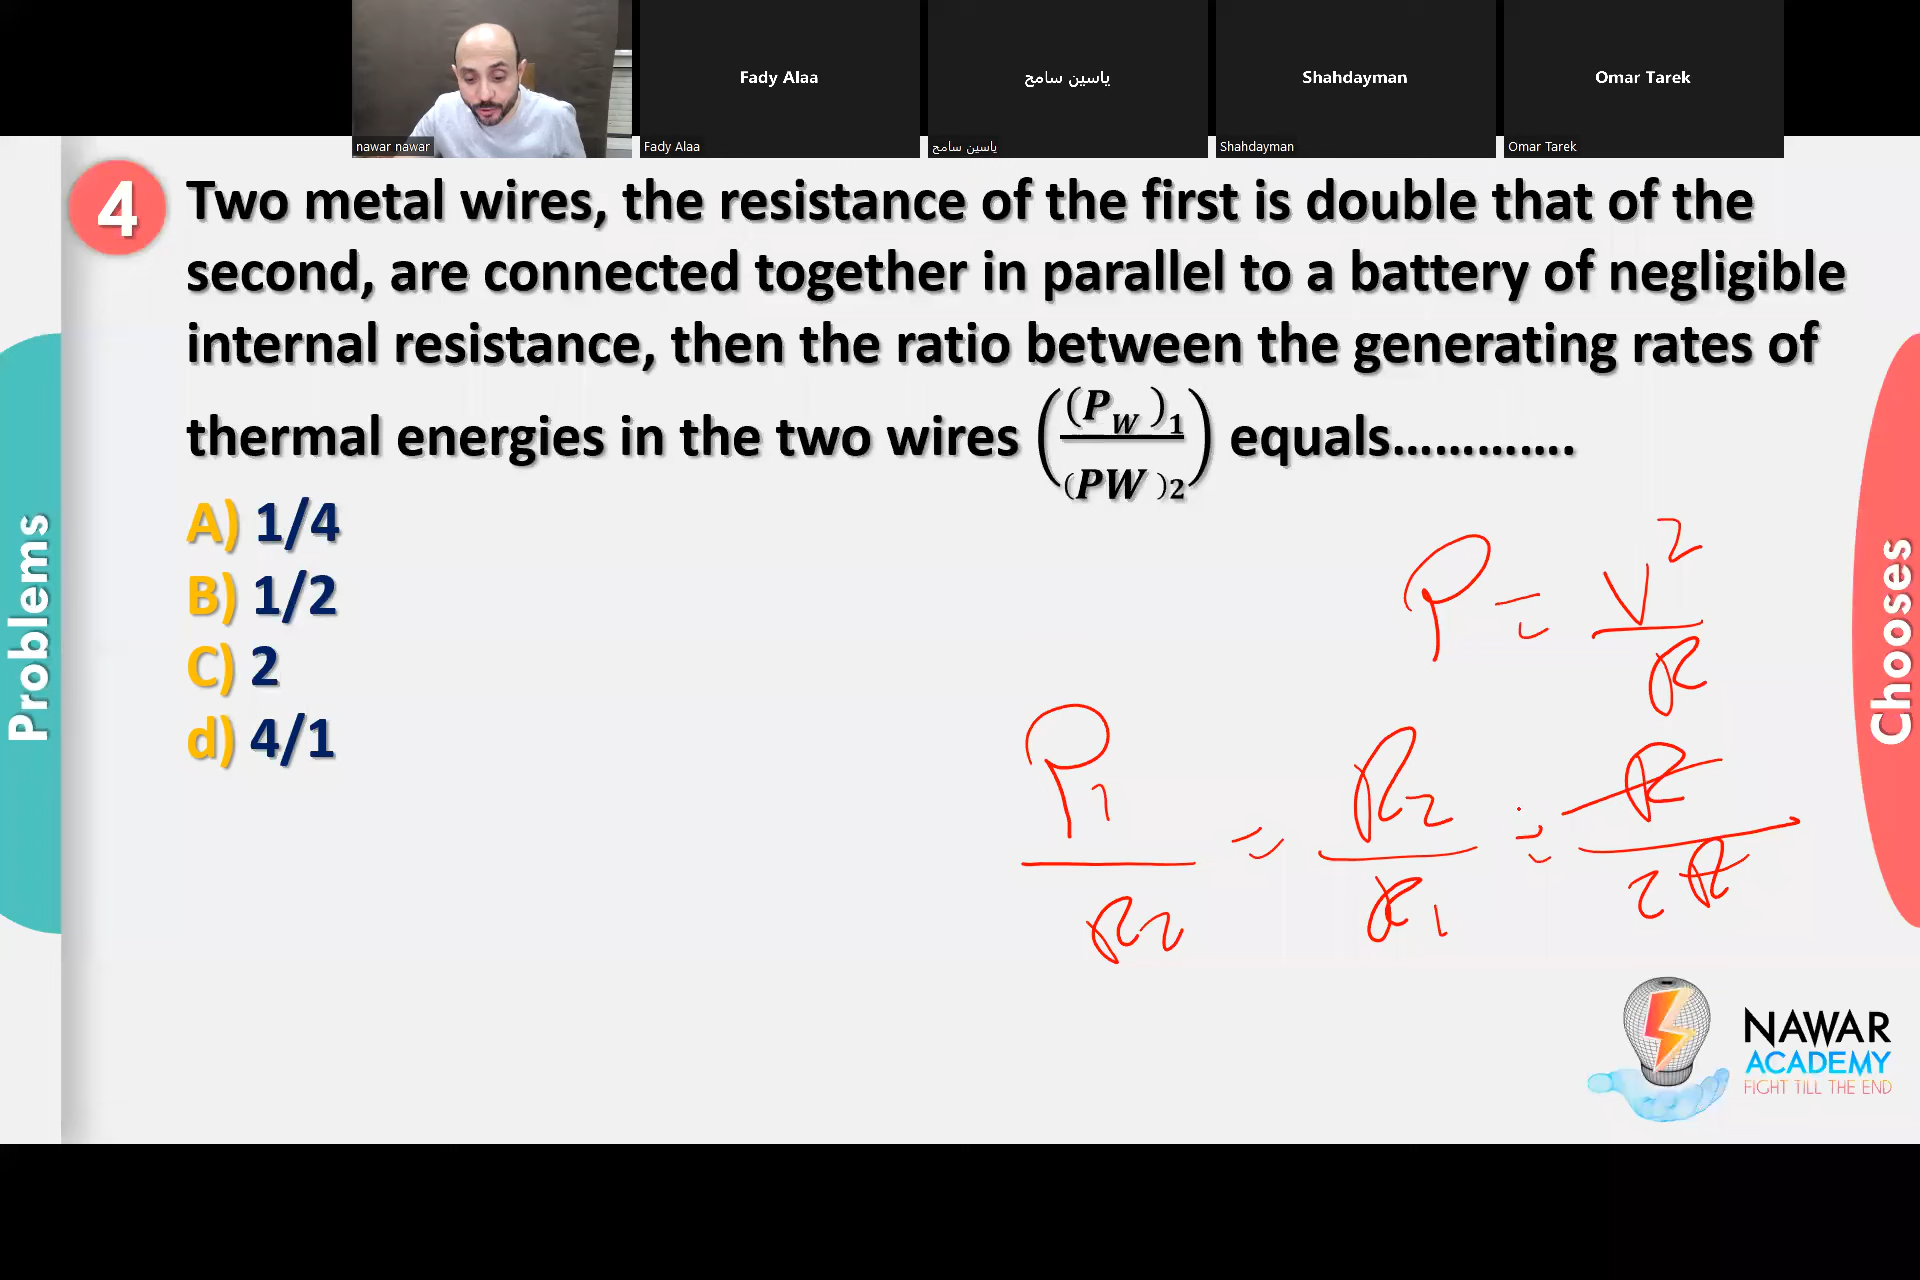 Fady Alaa
ياسين سامح
Shahdayman
Omar Tarek
nawar nawar
Fady Alaa
ياسين سامح
Shahdayman
Omar Tarek
4
Two metal wires, the resistance of the first is double that of the
second, are connected together in parallel to a battery of negligible
internal resistance, then the ratio between the generating rates of
thermal energies in the two wires ((P_W)_1 / (PW)_2) equals.............
A) 1/4
B) 1/2
C) 2
d) 4/1
P = V² / R
P1 / R2 = R2 / R1 = R / 2R
Problems
Chooses
NAWAR
ACADEMY
FIGHT TILL THE END